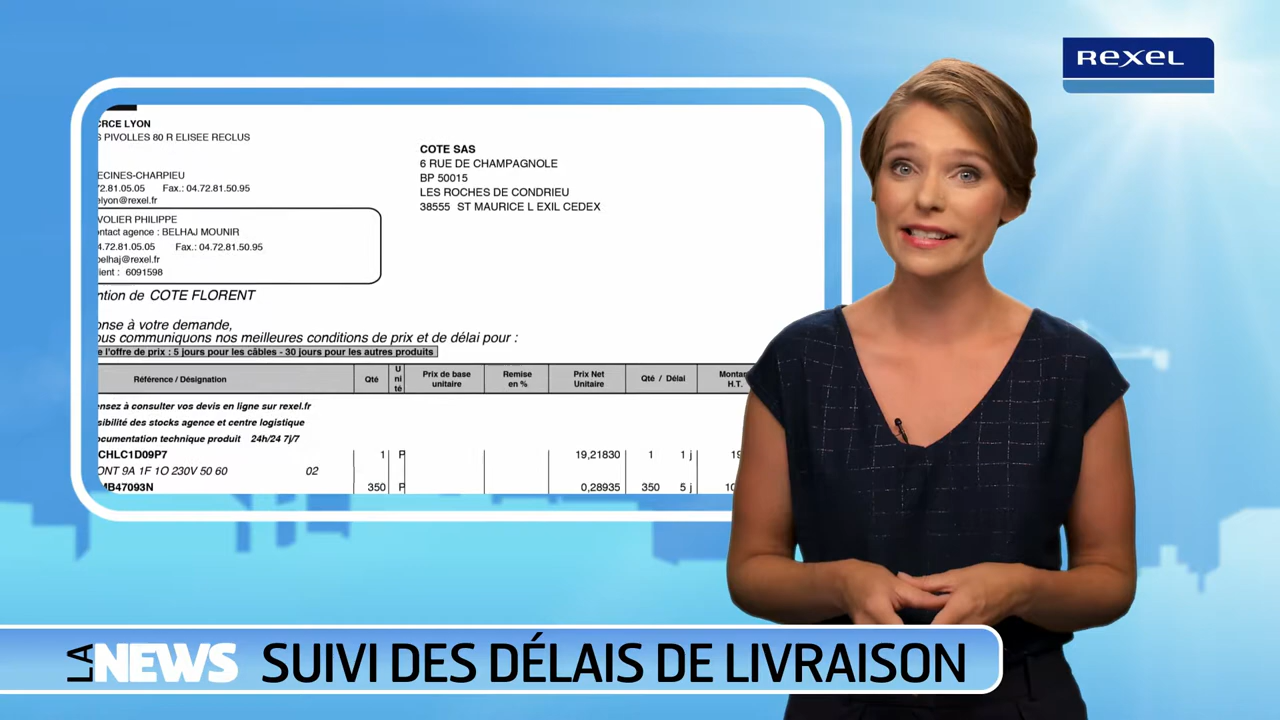 REXEL
RCE LYON
S PIVOLLES 80 R ELISEE RECLUS
ECINES-CHARPIEU
72.81.05.05 Fax.: 04.72.81.50.95
elyon@rexel.fr
VOLIER PHILIPPE
ntact agence : BELHAJ MOUNIR
4.72.81.05.05 Fax.: 04.72.81.50.95
belhaj@rexel.fr
lient : 6091598
COTE SAS
6 RUE DE CHAMPAGNOLE
BP 50015
LES ROCHES DE CONDRIEU
38555 ST MAURICE L EXIL CEDEX
ntion de COTE FLORENT
onse à votre demande,
ous communiquons nos meilleures conditions de prix et de délai pour :
e l'offre de prix : 5 jours pour les câbles - 30 jours pour les autres produits
Référence / Désignation Qté Unité Prix de base unitaire Remise en % Prix Net Unitaire Qté / Délai Montan H.T.
ensez à consulter vos devis en ligne sur rexel.fr
sibilité des stocks agence et centre logistique
ocumentation technique produit 24h/24 7j/7
CHLC1D09P7 1 P 19,21830 1 1 j 19
ONT 9A 1F 1O 230V 50 60 02
MB47093N 350 P 0,28935 350 5 j 10
LA NEWS SUIVI DES DÉLAIS DE LIVRAISON